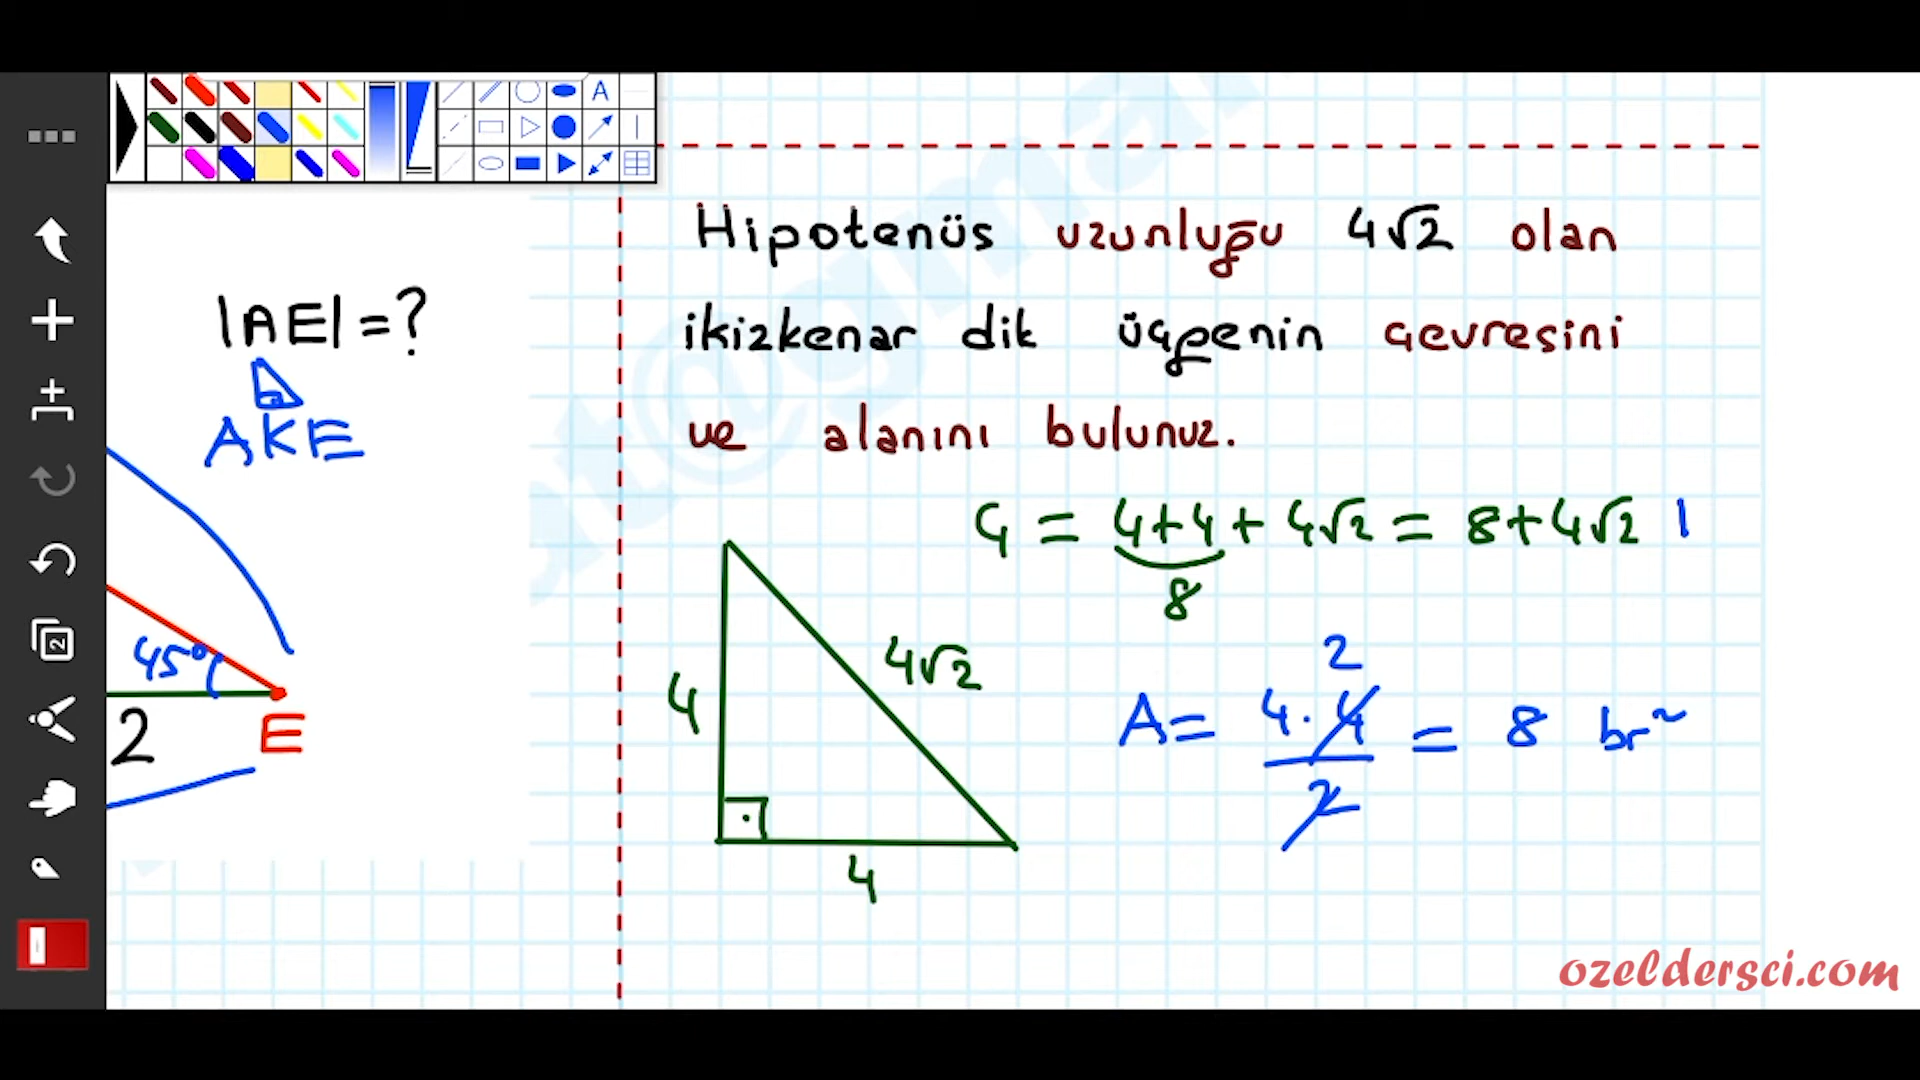 |AE| = ?
AKE
45°
2
E
Hipotenüs uzunluğu 4√2 olan
ikizkenar dik üçgenin çevresini
ve alanını bulunuz.
Ç = 4+4 + 4√2 = 8+4√2
8
4
4√2
4
2
A = 4.4 = 8 br²
2
ozeldersci.com